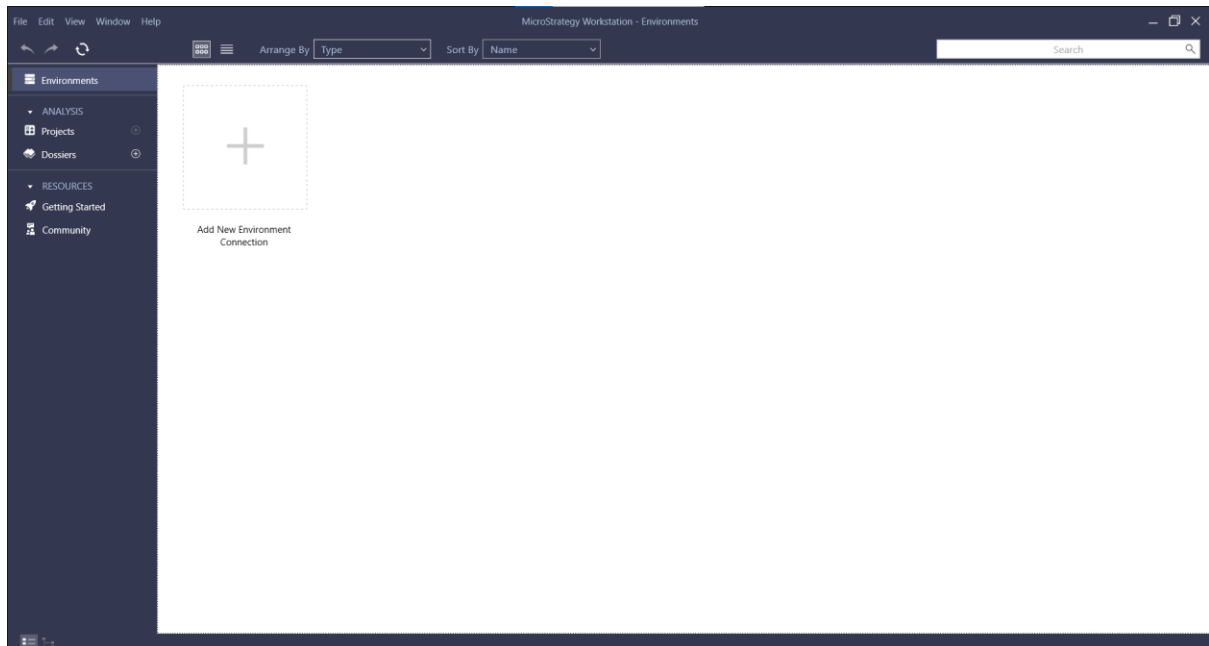 File Edit View Window Help
MicroStrategy Workstation - Environments
Arrange By Type
Sort By Name
Search
Environments
ANALYSIS
Projects
Dossiers
RESOURCES
Getting Started
Community
Add New Environment
Connection